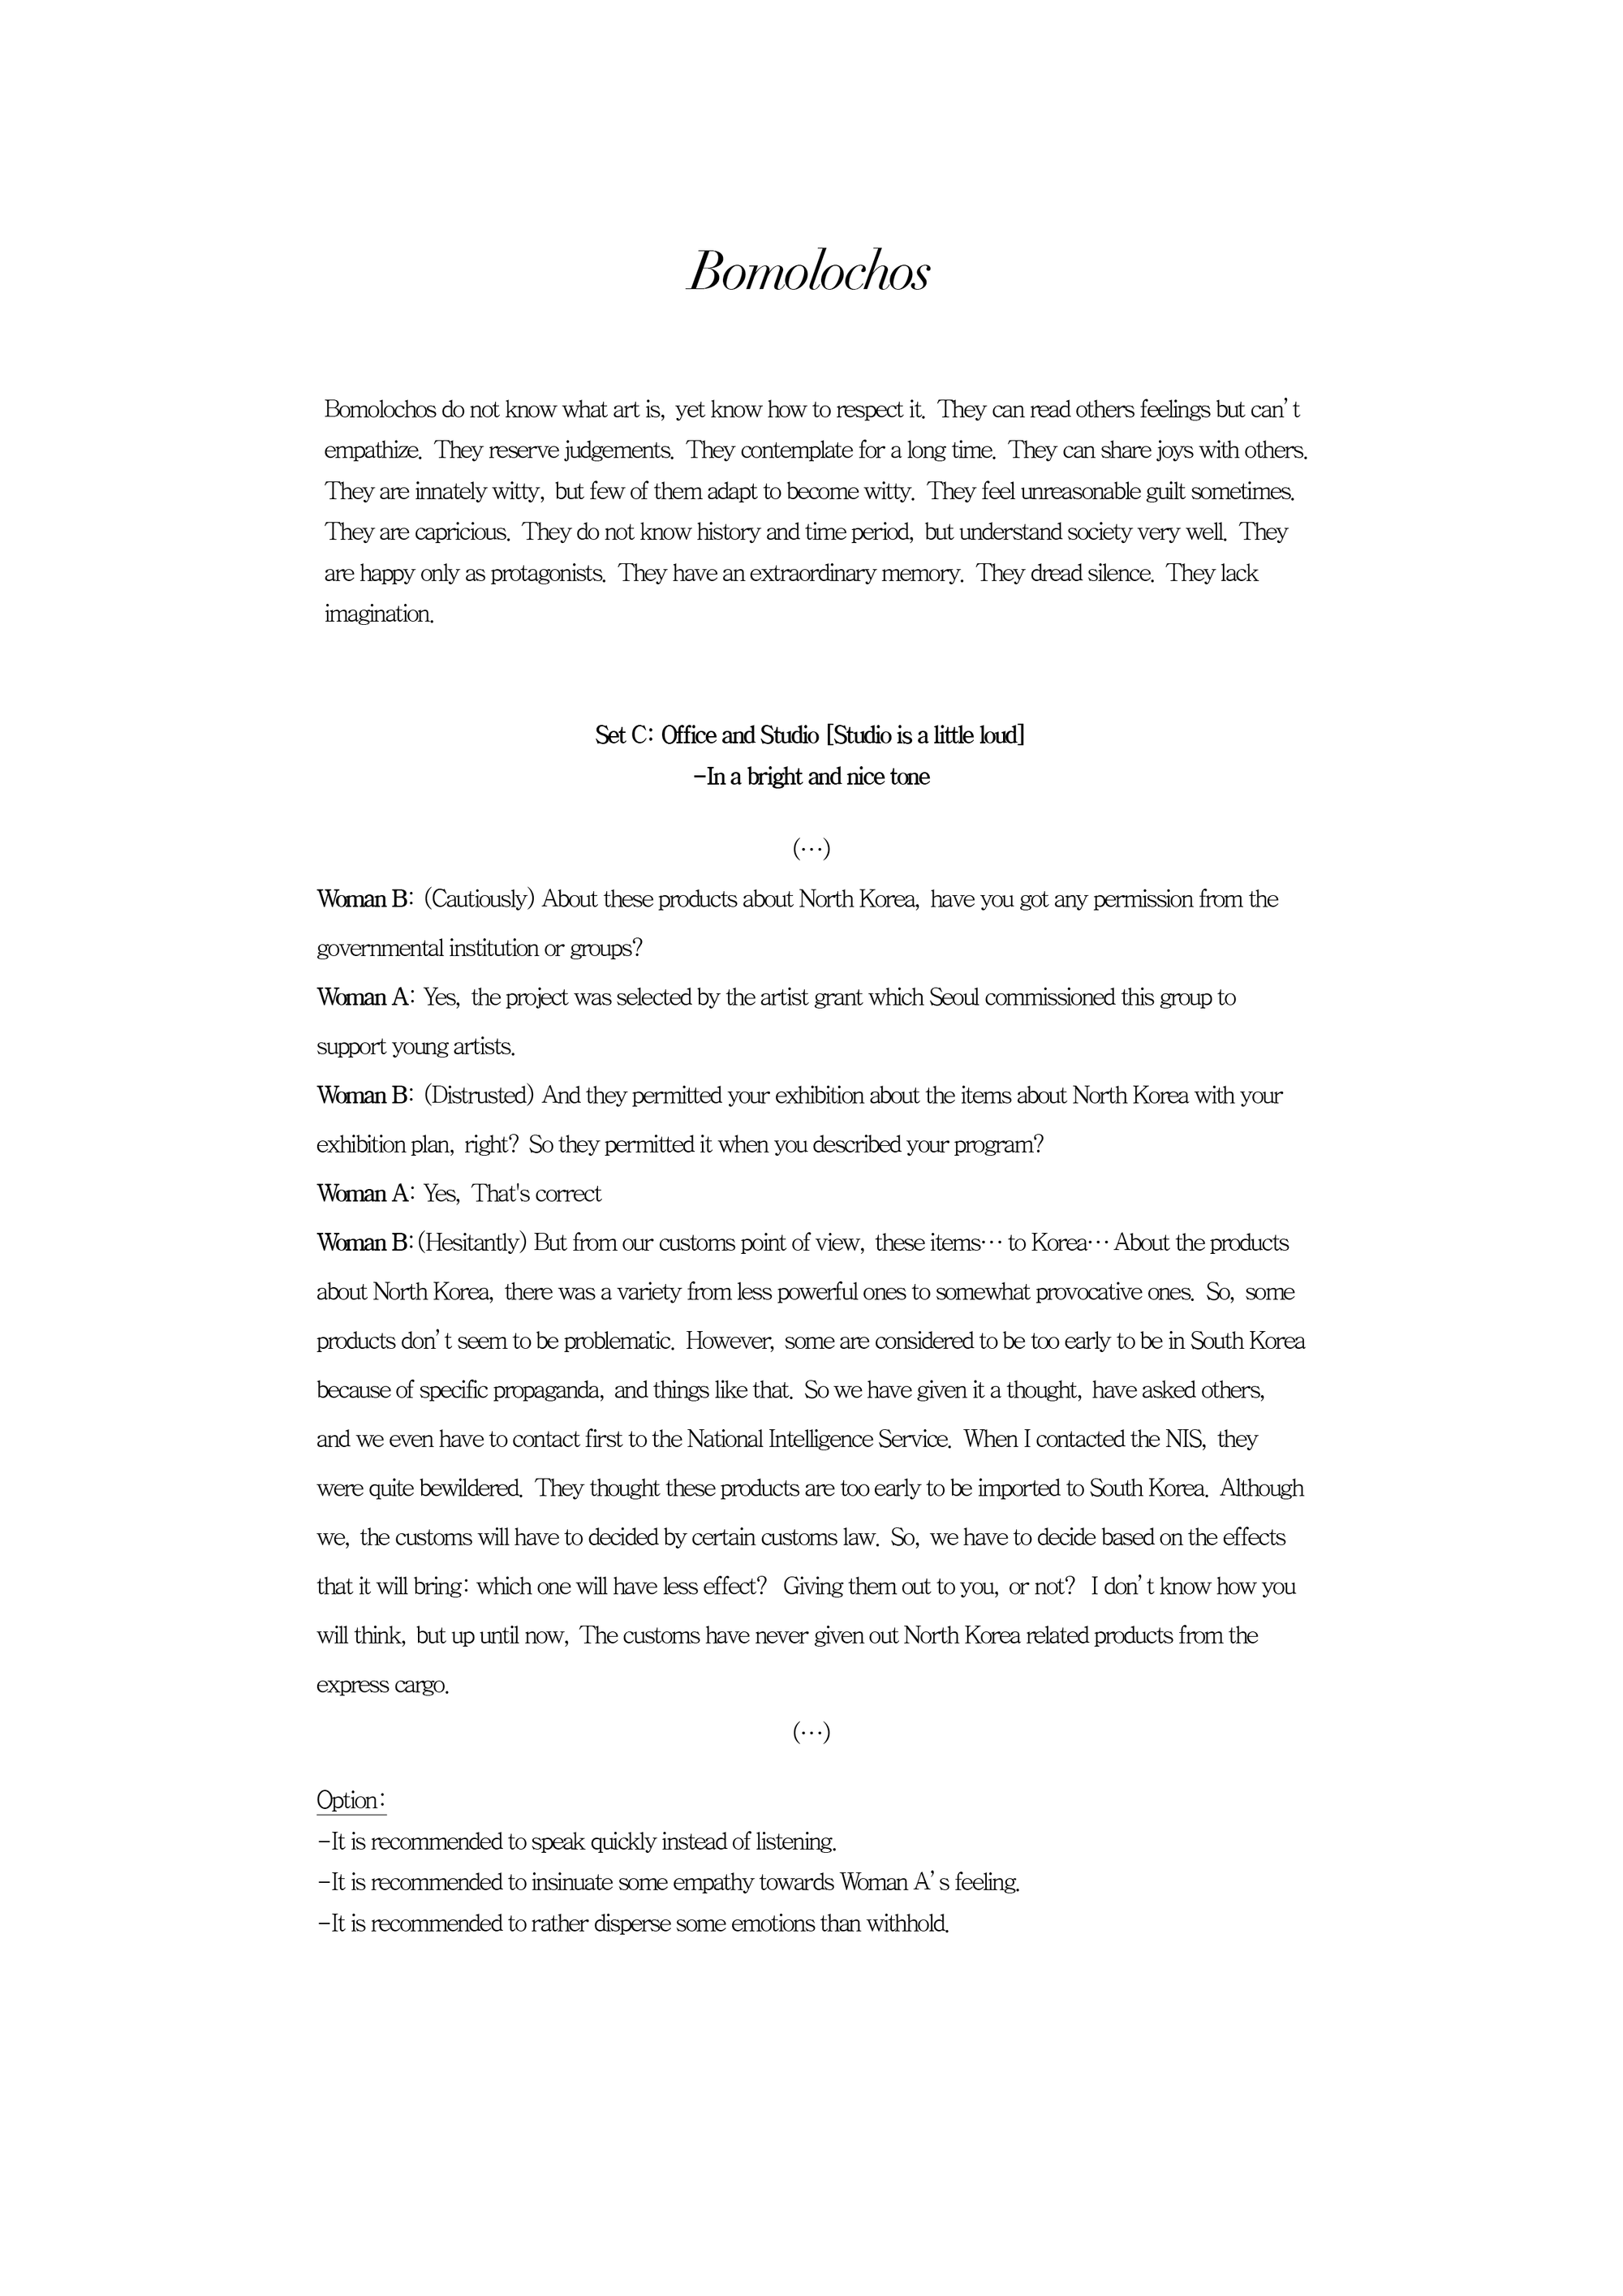 Bomolochos
Bomolochos do not know what art is, yet know how to respect it. They can read others feelings but can’t
empathize. They reserve judgements. They contemplate for a long time. They can share joys with others.
They are innately witty, but few of them adapt to become witty. They feel unreasonable guilt sometimes.
They are capricious. They do not know history and time period, but understand society very well. They
are happy only as protagonists. They have an extraordinary memory. They dread silence. They lack
imagination.
Set C: Office and Studio [Studio is a little loud]
-In a bright and nice tone
(…)
Woman B: (Cautiously) About these products about North Korea, have you got any permission from the
governmental institution or groups?
Woman A: Yes, the project was selected by the artist grant which Seoul commissioned this group to
support young artists.
Woman B: (Distrusted) And they permitted your exhibition about the items about North Korea with your
exhibition plan, right? So they permitted it when you described your program?
Woman A: Yes, That's correct
Woman B:(Hesitantly) But from our customs point of view, these items… to Korea… About the products
about North Korea, there was a variety from less powerful ones to somewhat provocative ones. So, some
products don’t seem to be problematic. However, some are considered to be too early to be in South Korea
because of specific propaganda, and things like that. So we have given it a thought, have asked others,
and we even have to contact first to the National Intelligence Service. When I contacted the NIS, they
were quite bewildered. They thought these products are too early to be imported to South Korea. Although
we, the customs will have to decided by certain customs law. So, we have to decide based on the effects
that it will bring: which one will have less effect? Giving them out to you, or not? I don’t know how you
will think, but up until now, The customs have never given out North Korea related products from the
express cargo.
(…)
Option:
-It is recommended to speak quickly instead of listening.
-It is recommended to insinuate some empathy towards Woman A’s feeling.
-It is recommended to rather disperse some emotions than withhold.